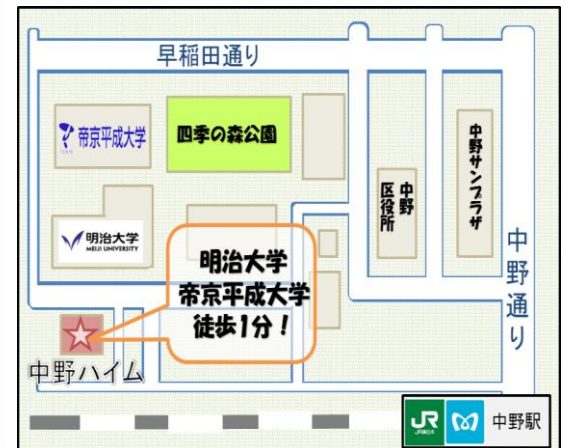 早稲田通り
帝京平成大学
四季の森公園
中野サンプラザ
中野
区役所
明治大学
MEIJI UNIVERSITY
中野通り
明治大学
帝京平成大学
徒歩1分！
中野ハイム
JR
中野駅